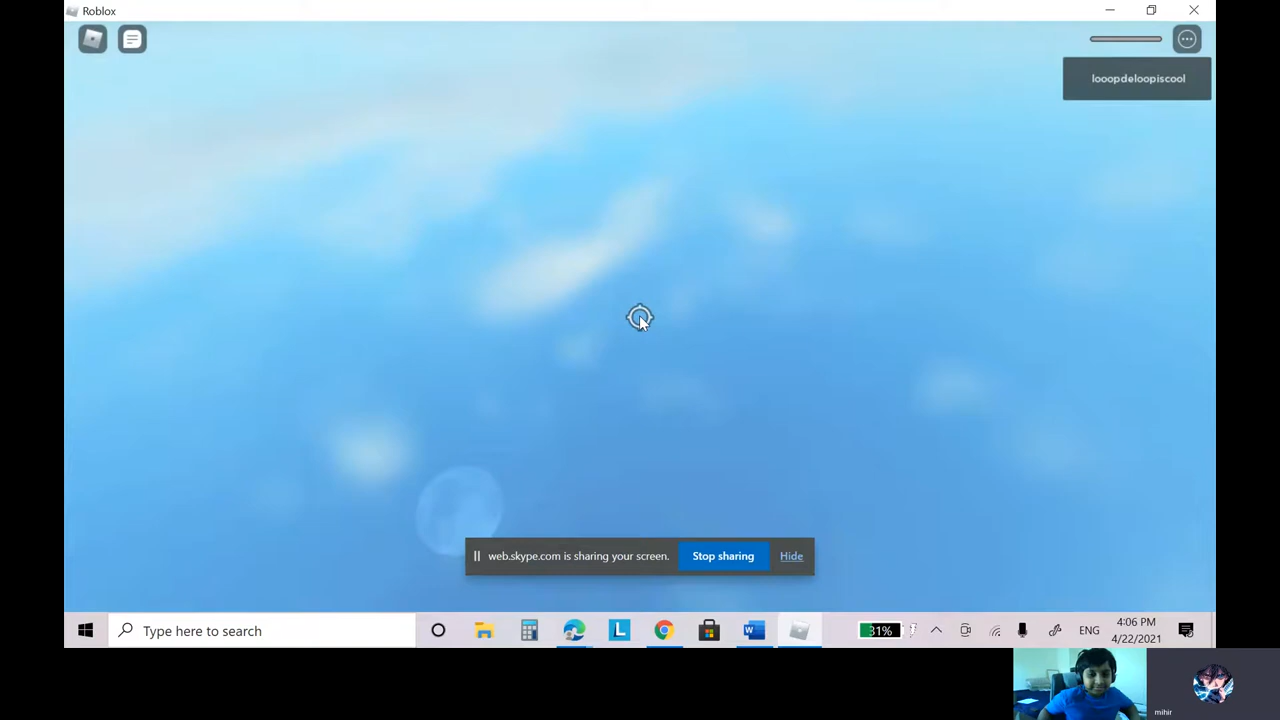 Roblox
looopdeloopiscool
web.skype.com is sharing your screen. Stop sharing Hide
Type here to search
L
31%
ENG
4:06 PM
4/22/2021
mihir